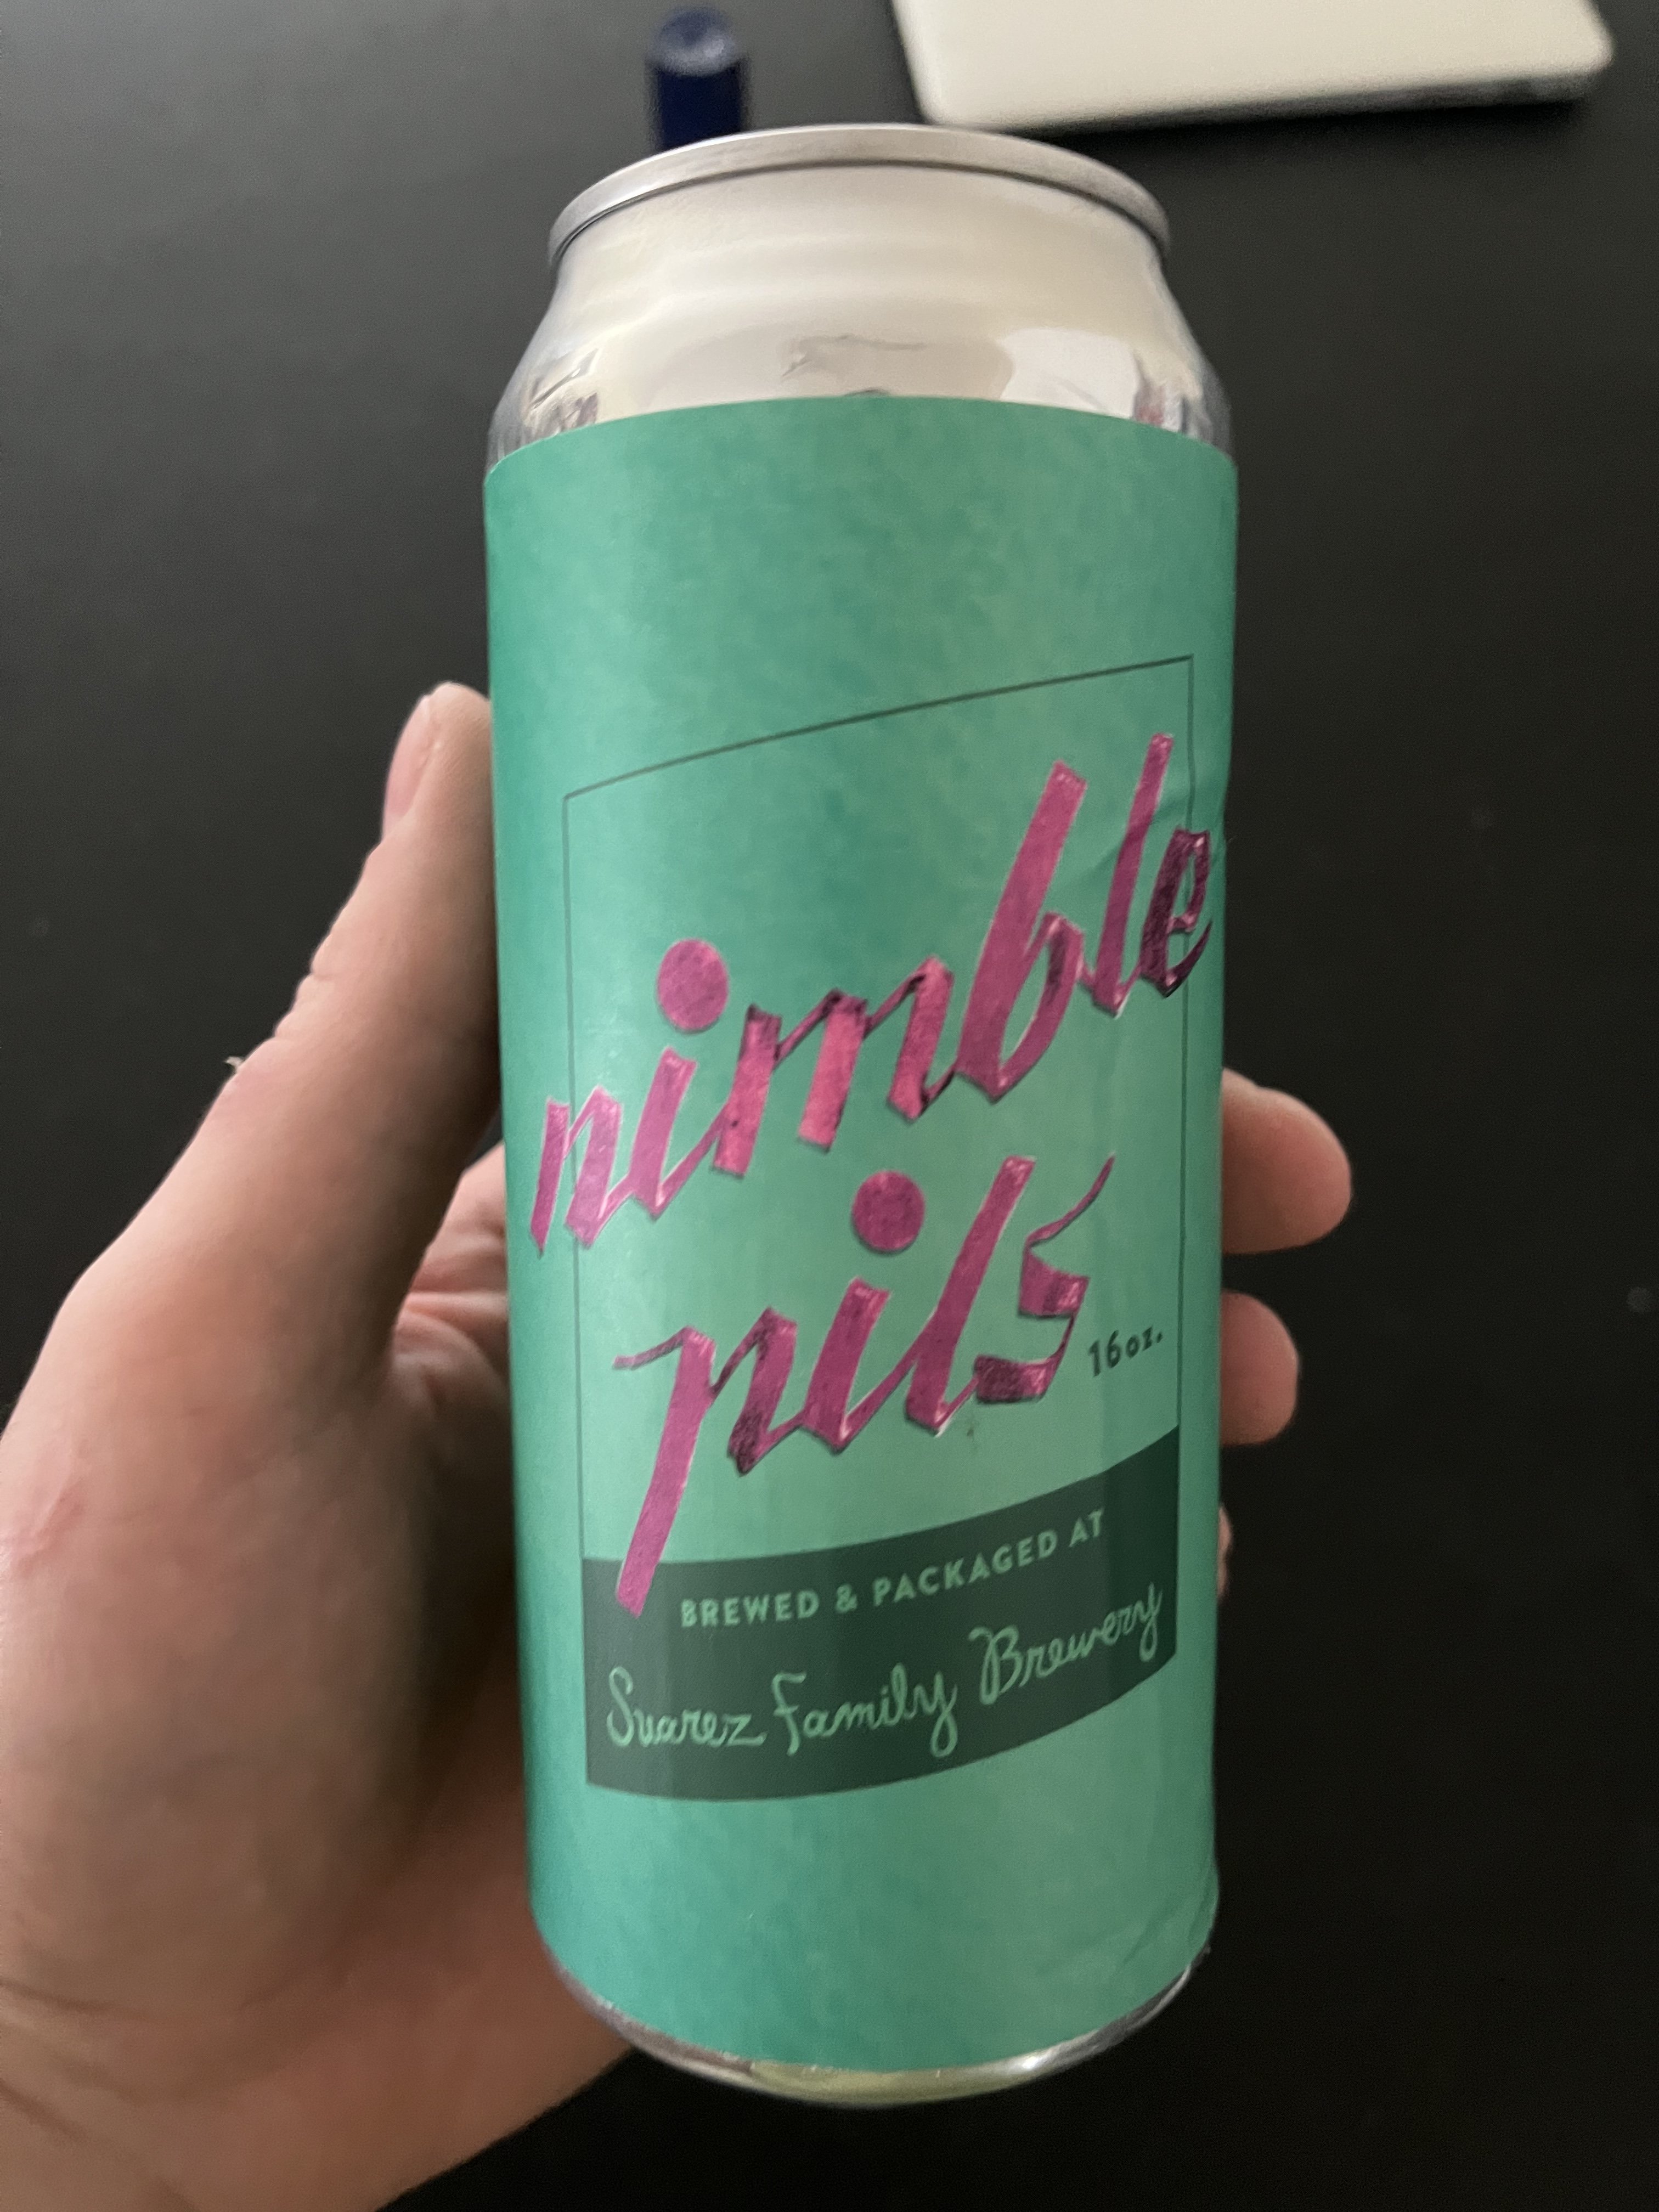 nimble
pils
16oz.
BREWED & PACKAGED AT
Suarez Family Brewery